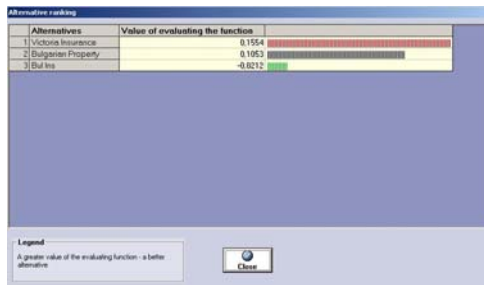 Alternative ranking
Alternatives Value of evaluating the function
1 Victoria Insurance 0,1554
2 Bulgarian Property 0,1053
3 Bul Ins -0,0212
Legend
A greater value of the evaluating function - a better
alternative
Close